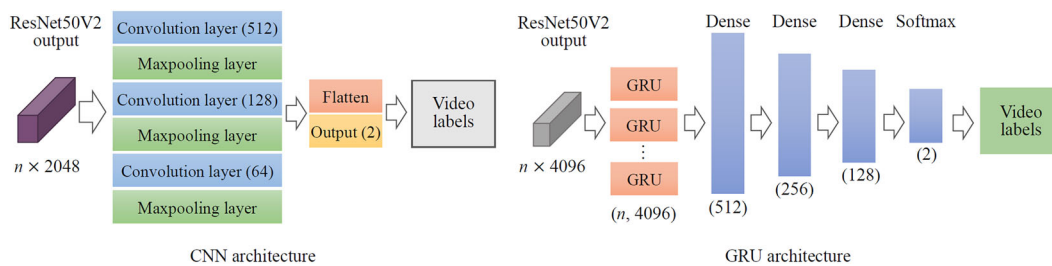 ResNet50V2
output
n × 2048
Convolution layer (512)
Maxpooling layer
Convolution layer (128)
Maxpooling layer
Convolution layer (64)
Maxpooling layer
Flatten
Output (2)
Video
labels
CNN architecture
ResNet50V2
output
n × 4096
GRU
GRU
⋮
GRU
(n, 4096)
Dense
(512)
Dense
(256)
Dense
(128)
Softmax
(2)
Video
labels
GRU architecture